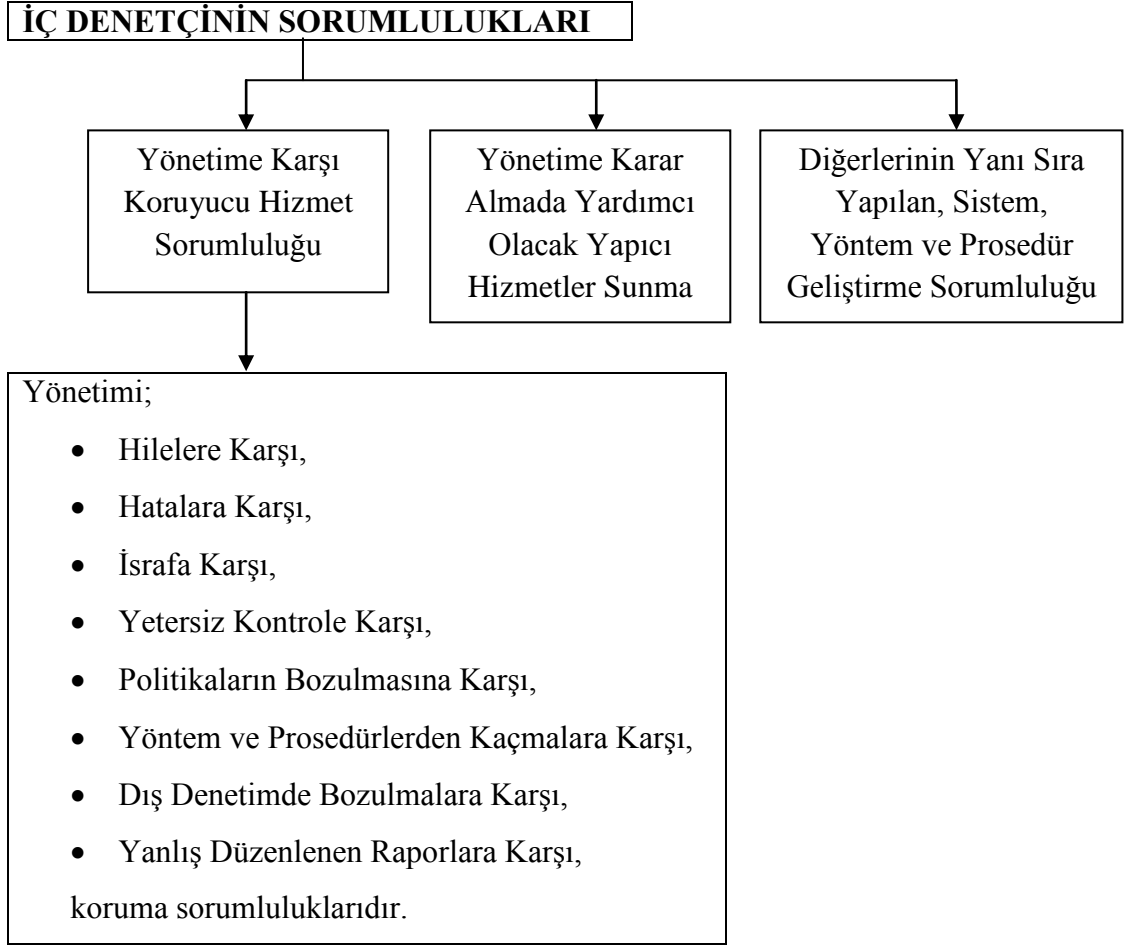 İÇ DENETÇİNİN SORUMLULUKLARI
Yönetime Karşı
Koruyucu Hizmet
Sorumluluğu
Yönetime Karar
Almada Yardımcı
Olacak Yapıcı
Hizmetler Sunma
Diğerlerinin Yanı Sıra
Yapılan, Sistem,
Yöntem ve Prosedür
Geliştirme Sorumluluğu
Yönetimi;
• Hilelere Karşı,
• Hatalara Karşı,
• İsrafa Karşı,
• Yetersiz Kontrole Karşı,
• Politikaların Bozulmasına Karşı,
• Yöntem ve Prosedürlerden Kaçmalara Karşı,
• Dış Denetimde Bozulmalara Karşı,
• Yanlış Düzenlenen Raporlara Karşı,
koruma sorumluluklarıdır.